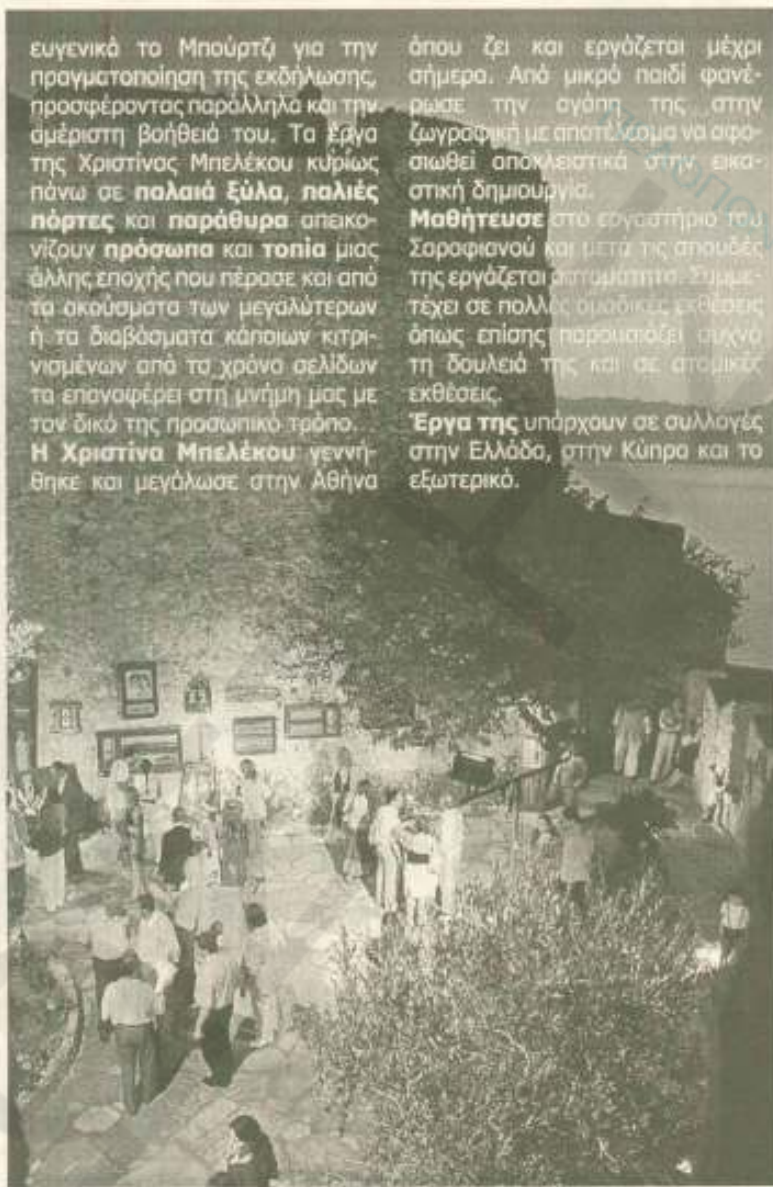 ευγενικά το Μπούρτζι για την
πραγματοποίηση της εκδήλωσης,
προσφέροντας παράλληλα και την
αμέριστη βοήθειά του. Τα έργα
της Χριστίνας Μπελέκου κυρίως
πάνω σε παλαιά ξύλα, παλιές
πόρτες και παράθυρα απεικο-
νίζουν πρόσωπα και τοπία μιας
άλλης εποχής που πέρασε και από
τα ακούσματα των μεγαλύτερων
ή τα διαβάσματα κάποιων κιτρι-
νισμένων από το χρόνο σελίδων
τα επαναφέρει στη μνήμη μας με
τον δικό της προσωπικό τρόπο.
Η Χριστίνα Μπελέκου γεννή-
θηκε και μεγάλωσε στην Αθήνα
όπου ζει και εργάζεται μέχρι
σήμερα. Από μικρό παιδί φανέ-
ρωσε την αγάπη της στην
ζωγραφική με αποτέλεσμα να αφο-
σιωθεί αποκλειστικά στην εικα-
στική δημιουργία.
Μαθήτευσε στο εργαστήριο του
Σαραφιανού και μετά τις σπουδές
της εργάζεται ασταμάτητα. Συμμε-
τέχει σε πολλές ομαδικές εκθέσεις
όπως επίσης παρουσιάζει συχνά
τη δουλειά της και σε ατομικές
εκθέσεις.
Έργα της υπάρχουν σε συλλογές
στην Ελλάδα, στην Κύπρο και το
εξωτερικό.